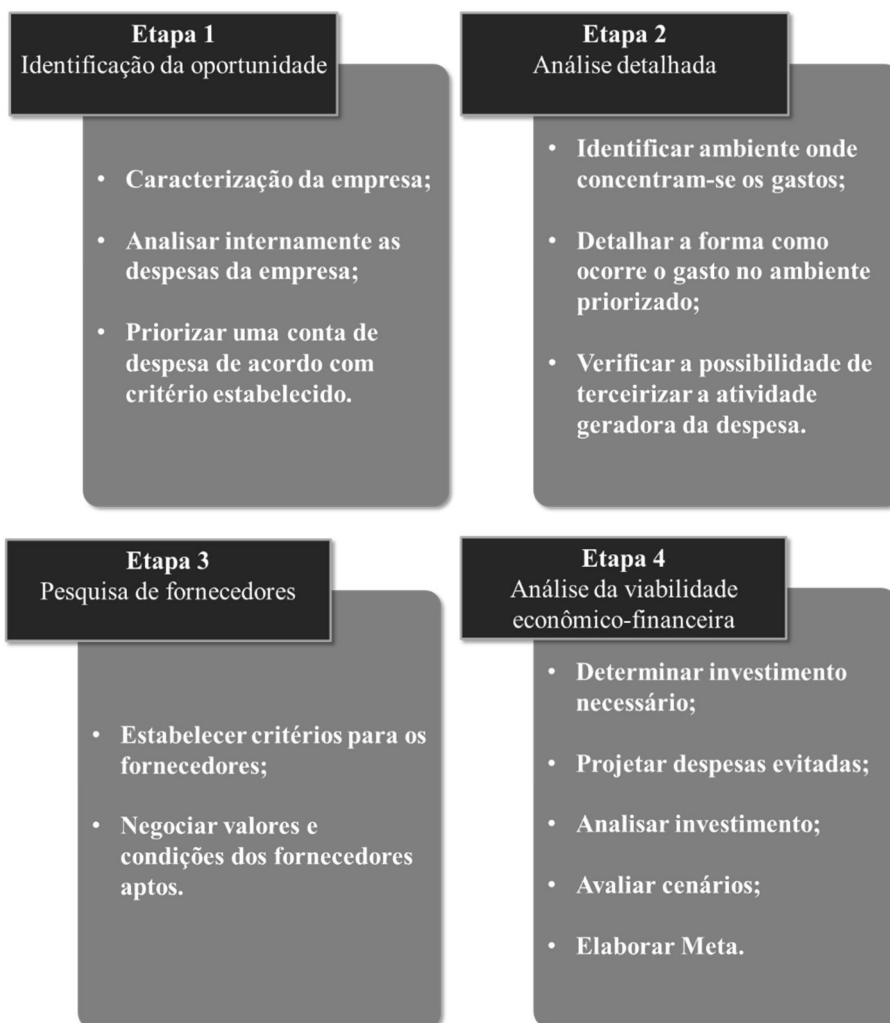 Etapa 1
Identificação da oportunidade
• Caracterização da empresa;
• Analisar internamente as
despesas da empresa;
• Priorizar uma conta de
despesa de acordo com
critério estabelecido.
Etapa 2
Análise detalhada
• Identificar ambiente onde
concentram-se os gastos;
• Detalhar a forma como
ocorre o gasto no ambiente
priorizado;
• Verificar a possibilidade de
terceirizar a atividade
geradora da despesa.
Etapa 3
Pesquisa de fornecedores
• Estabelecer critérios para os
fornecedores;
• Negociar valores e
condições dos fornecedores
aptos.
Etapa 4
Análise da viabilidade
econômico-financeira
• Determinar investimento
necessário;
• Projetar despesas evitadas;
• Analisar investimento;
• Avaliar cenários;
• Elaborar Meta.